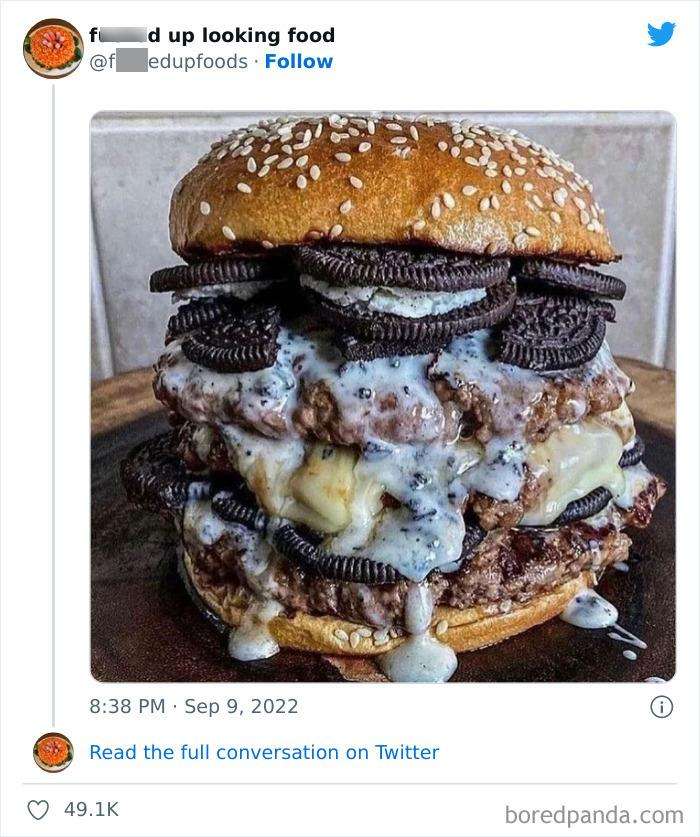 f d up looking food
@f edupfoods · Follow
8:38 PM · Sep 9, 2022
Read the full conversation on Twitter
49.1K
boredpanda.com